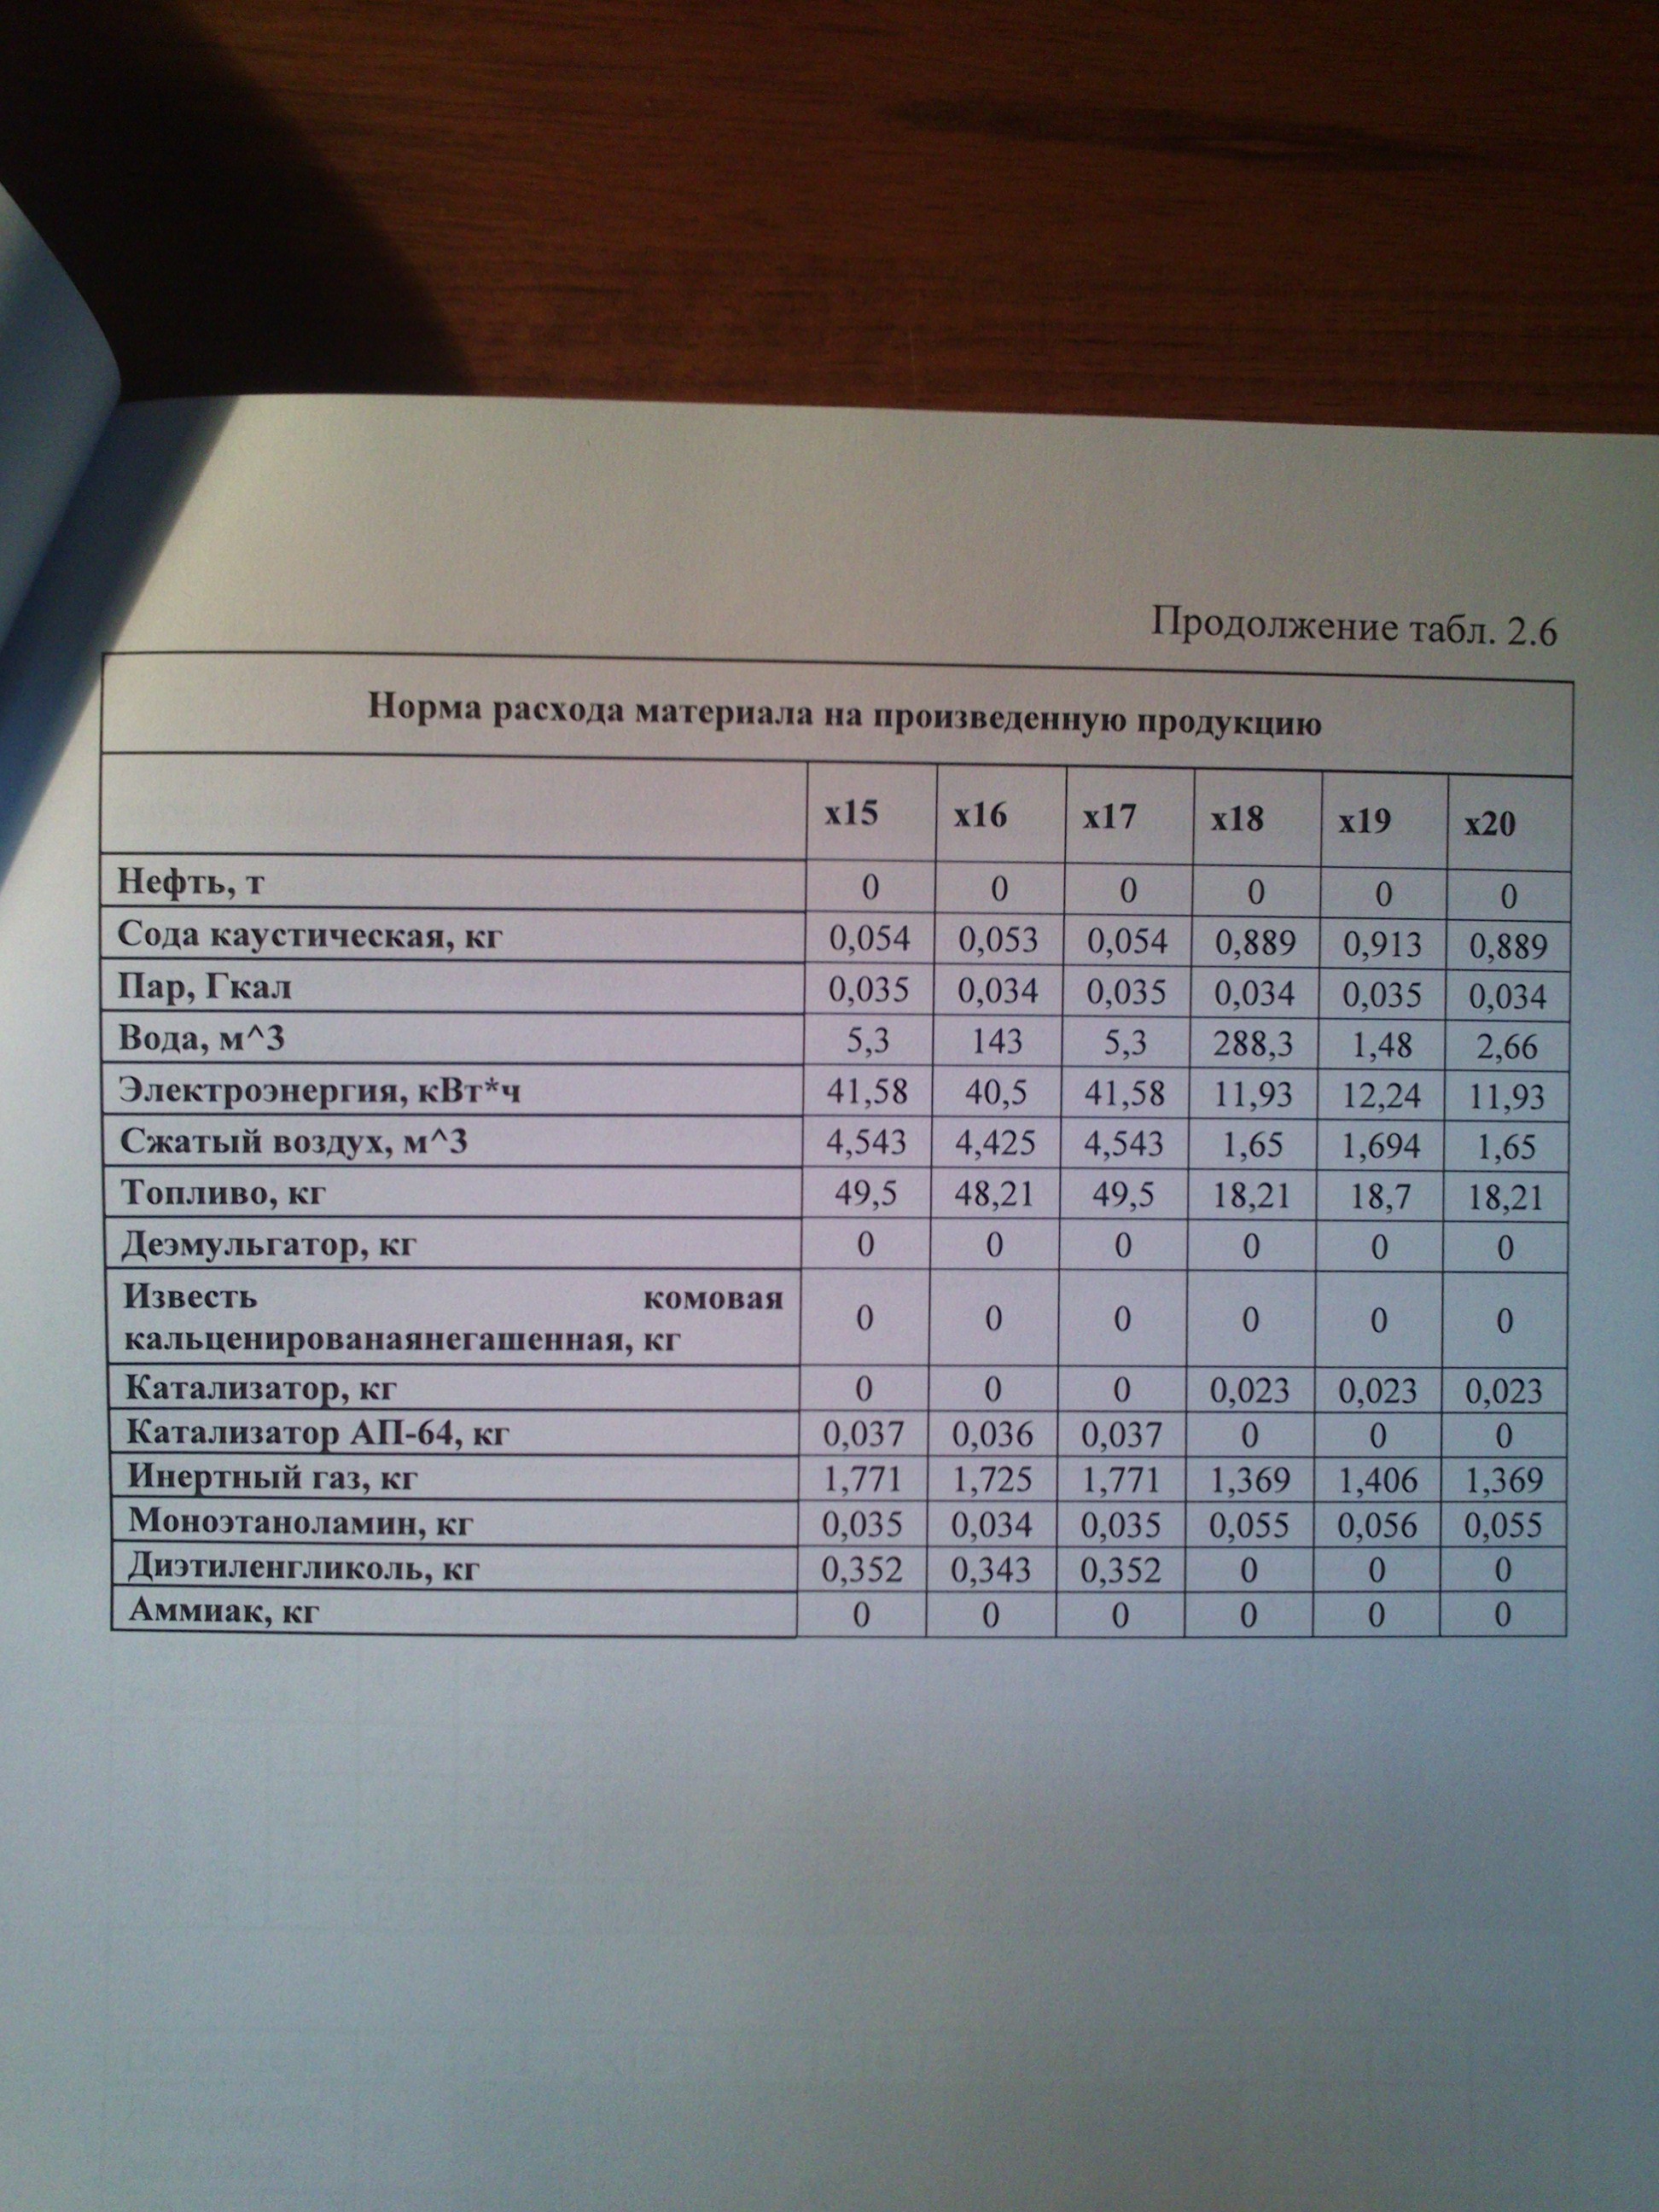 Продолжение табл. 2.6
Норма расхода материала на произведенную продукцию
x15 x16 x17 x18 x19 x20
Нефть, т 0 0 0 0 0 0
Сода каустическая, кг 0,054 0,053 0,054 0,889 0,913 0,889
Пар, Гкал 0,035 0,034 0,035 0,034 0,035 0,034
Вода, м^3 5,3 143 5,3 288,3 1,48 2,66
Электроэнергия, кВт*ч 41,58 40,5 41,58 11,93 12,24 11,93
Сжатый воздух, м^3 4,543 4,425 4,543 1,65 1,694 1,65
Топливо, кг 49,5 48,21 49,5 18,21 18,7 18,21
Деэмульгатор, кг 0 0 0 0 0 0
Известь комовая
кальценированаянегашенная, кг 0 0 0 0 0 0
Катализатор, кг 0 0 0 0,023 0,023 0,023
Катализатор АП-64, кг 0,037 0,036 0,037 0 0 0
Инертный газ, кг 1,771 1,725 1,771 1,369 1,406 1,369
Моноэтаноламин, кг 0,035 0,034 0,035 0,055 0,056 0,055
Диэтиленгликоль, кг 0,352 0,343 0,352 0 0 0
Аммиак, кг 0 0 0 0 0 0